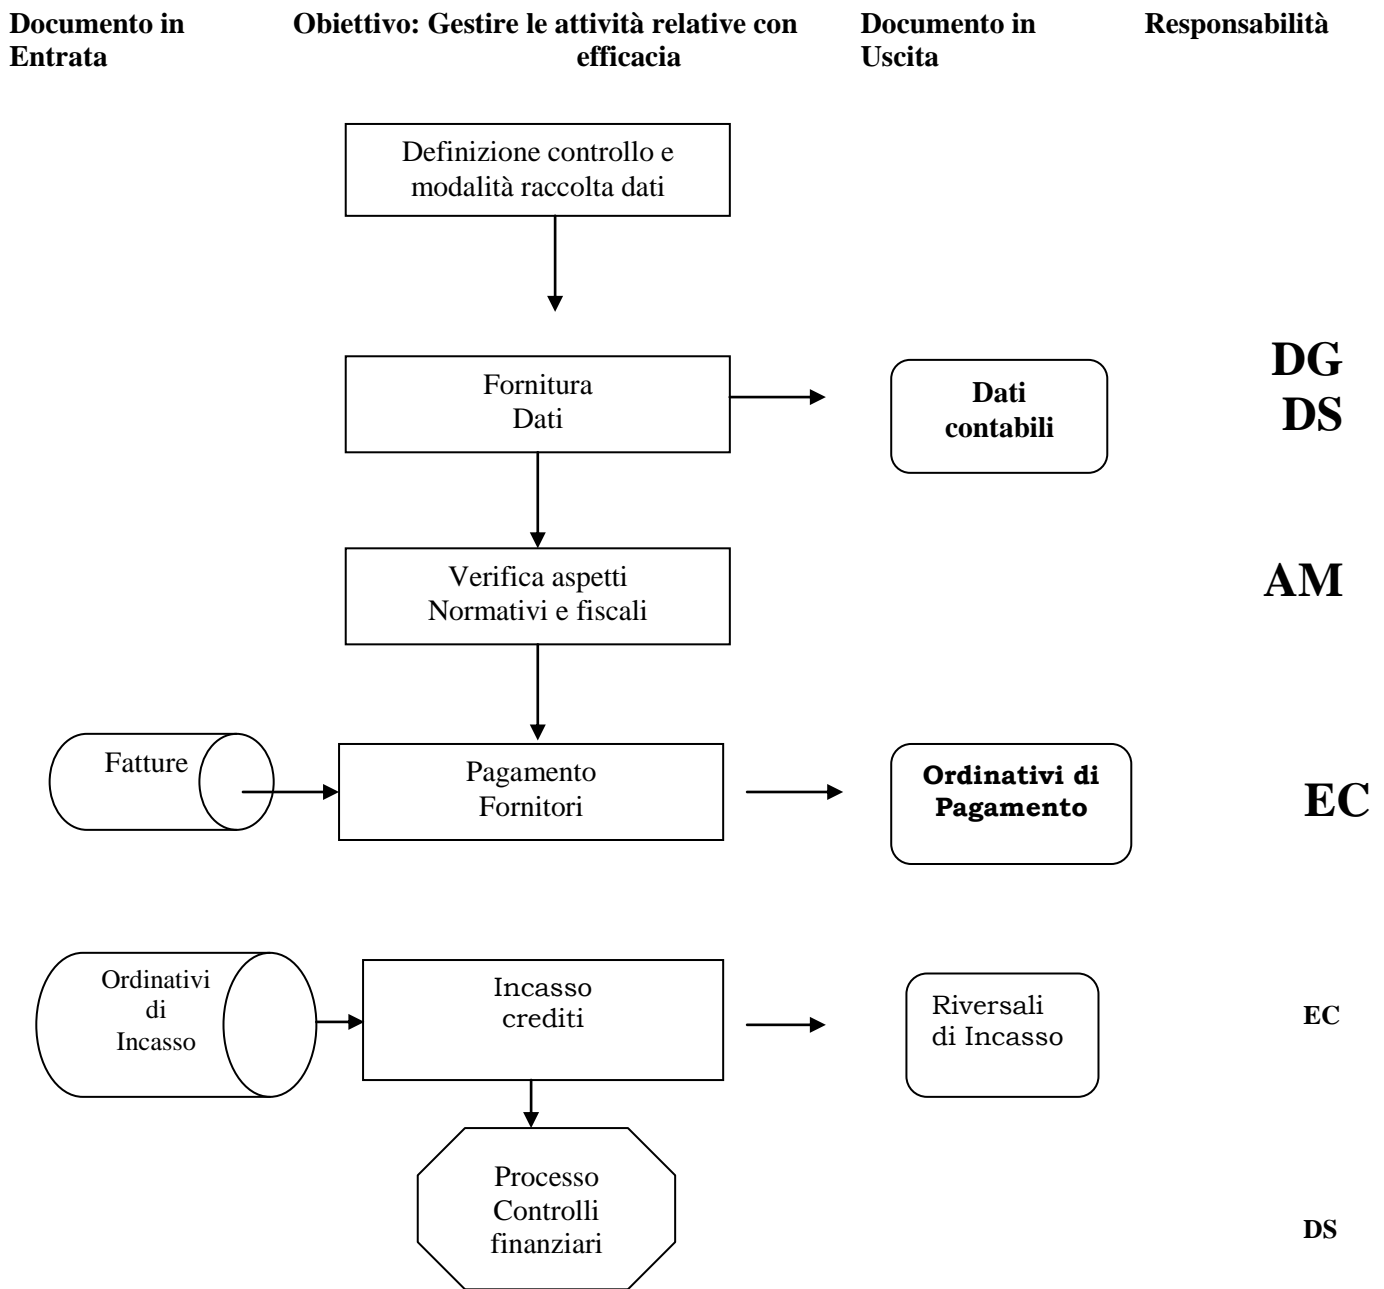 Documento in
Entrata
Obiettivo: Gestire le attività relative con
efficacia
Documento in
Uscita
Responsabilità
Definizione controllo e
modalità raccolta dati
Fornitura
Dati
Dati
contabili
DG
DS
Verifica aspetti
Normativi e fiscali
AM
Fatture
Pagamento
Fornitori
Ordinativi di
Pagamento
EC
Ordinativi
di
Incasso
Incasso
crediti
Riversali
di Incasso
EC
Processo
Controlli
finanziari
DS